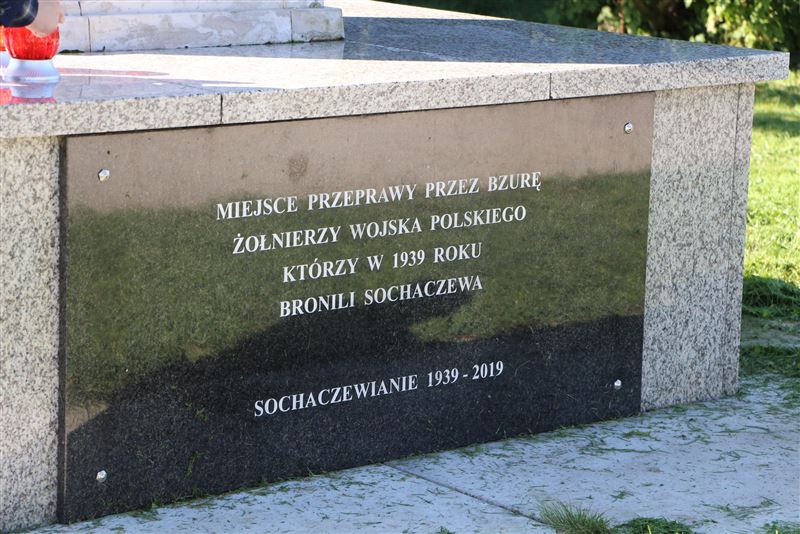 MIEJSCE PRZEPRAWY PRZEZ BZURĘ
ŻOŁNIERZY WOJSKA POLSKIEGO
KTÓRZY W 1939 ROKU
BRONILI SOCHACZEWA
SOCHACZEWIANIE 1939 - 2019